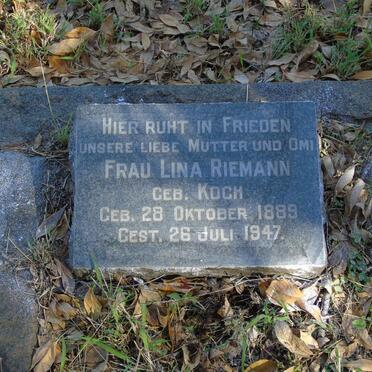 HIER RUHT IN FRIEDEN
UNSERE LIEBE MUTTER UND OMI
FRAU LINA RIEMANN
GEB. KOCH
GEB. 28 OKTOBER 1889
GEST. 26 JULI 1947.